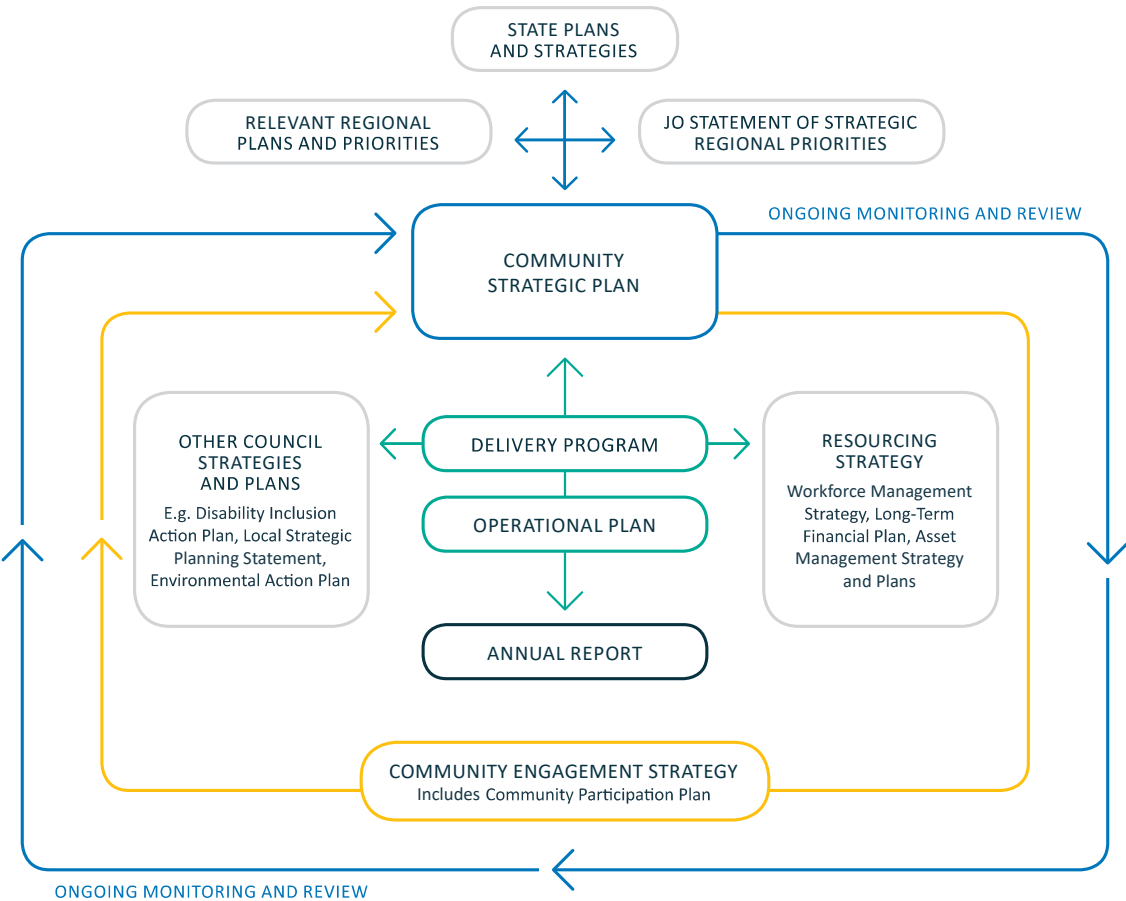 STATE PLANS
AND STRATEGIES
RELEVANT REGIONAL
PLANS AND PRIORITIES
JO STATEMENT OF STRATEGIC
REGIONAL PRIORITIES
ONGOING MONITORING AND REVIEW
COMMUNITY
STRATEGIC PLAN
OTHER COUNCIL
STRATEGIES
AND PLANS
E.g. Disability Inclusion
Action Plan, Local Strategic
Planning Statement,
Environmental Action Plan
DELIVERY PROGRAM
OPERATIONAL PLAN
ANNUAL REPORT
RESOURCING
STRATEGY
Workforce Management
Strategy, Long-Term
Financial Plan, Asset
Management Strategy
and Plans
COMMUNITY ENGAGEMENT STRATEGY
Includes Community Participation Plan
ONGOING MONITORING AND REVIEW